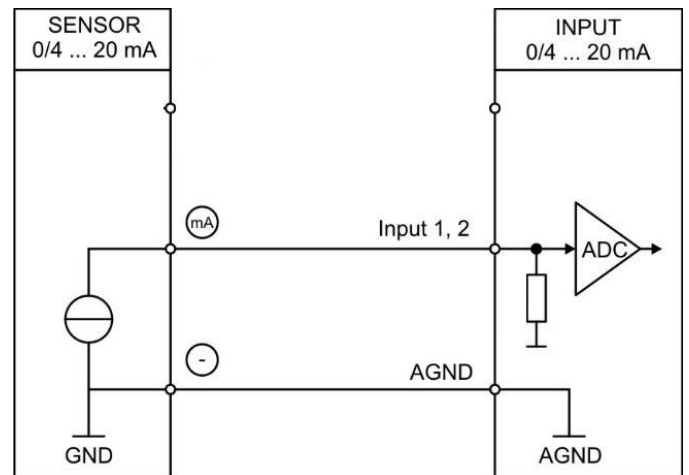 SENSOR
0/4 ... 20 mA
INPUT
0/4 ... 20 mA
mA
Input 1, 2
ADC
-
AGND
GND
AGND